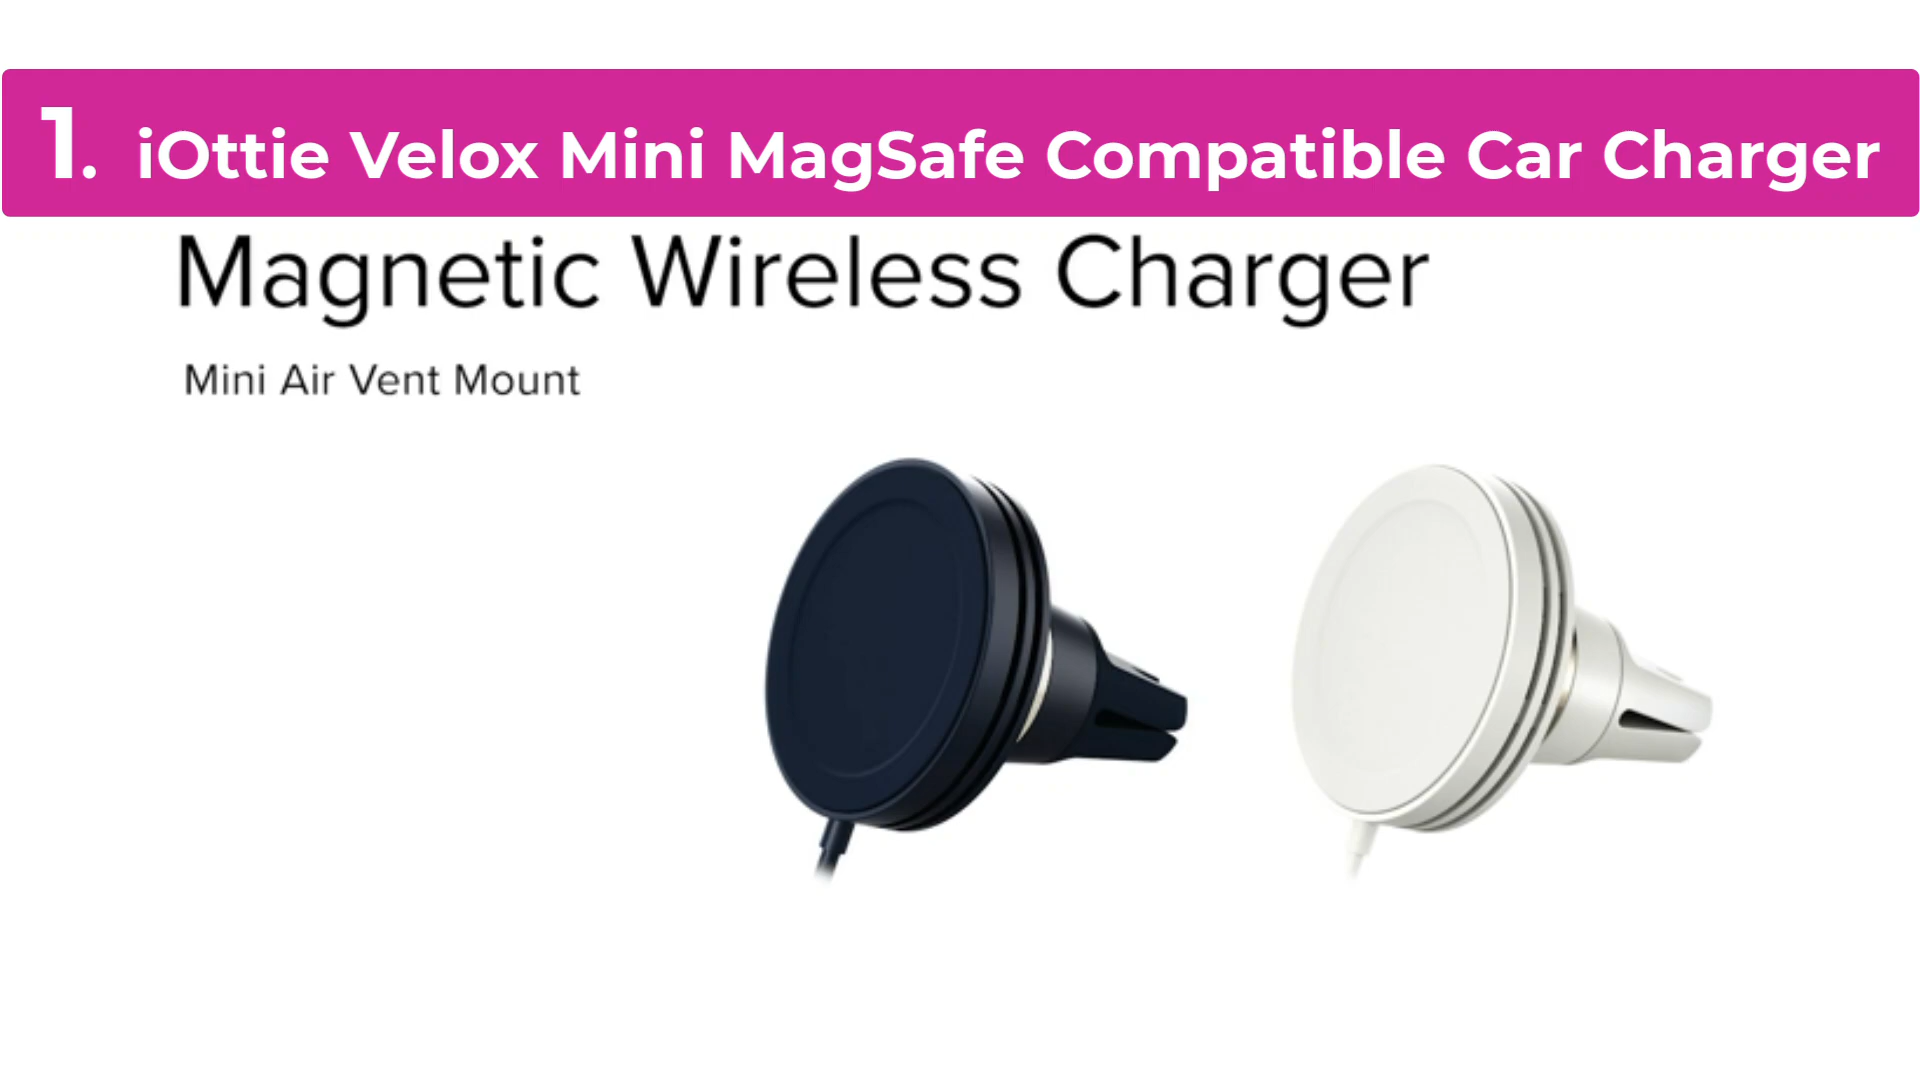 1. iOttie Velox Mini MagSafe Compatible Car Charger
Magnetic Wireless Charger
Mini Air Vent Mount